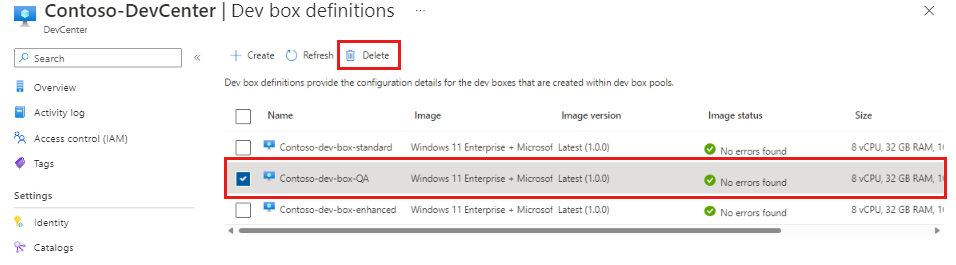 Contoso-DevCenter | Dev box definitions ...
DevCenter
Search
Overview
Activity log
Access control (IAM)
Tags
Settings
Identity
Catalogs
Create Refresh Delete
Dev box definitions provide the configuration details for the dev boxes that are created within dev box pools.
Name Image Image version Image status Size
Contoso-dev-box-standard Windows 11 Enterprise + Microsof Latest (1.0.0) No errors found 8 vCPU, 32 GB RAM, 1
Contoso-dev-box-QA Windows 11 Enterprise + Microsof Latest (1.0.0) No errors found 8 vCPU, 32 GB RAM, 1
Contoso-dev-box-enhanced Windows 11 Enterprise + Microsof Latest (1.0.0) No errors found 8 vCPU, 32 GB RAM, 1